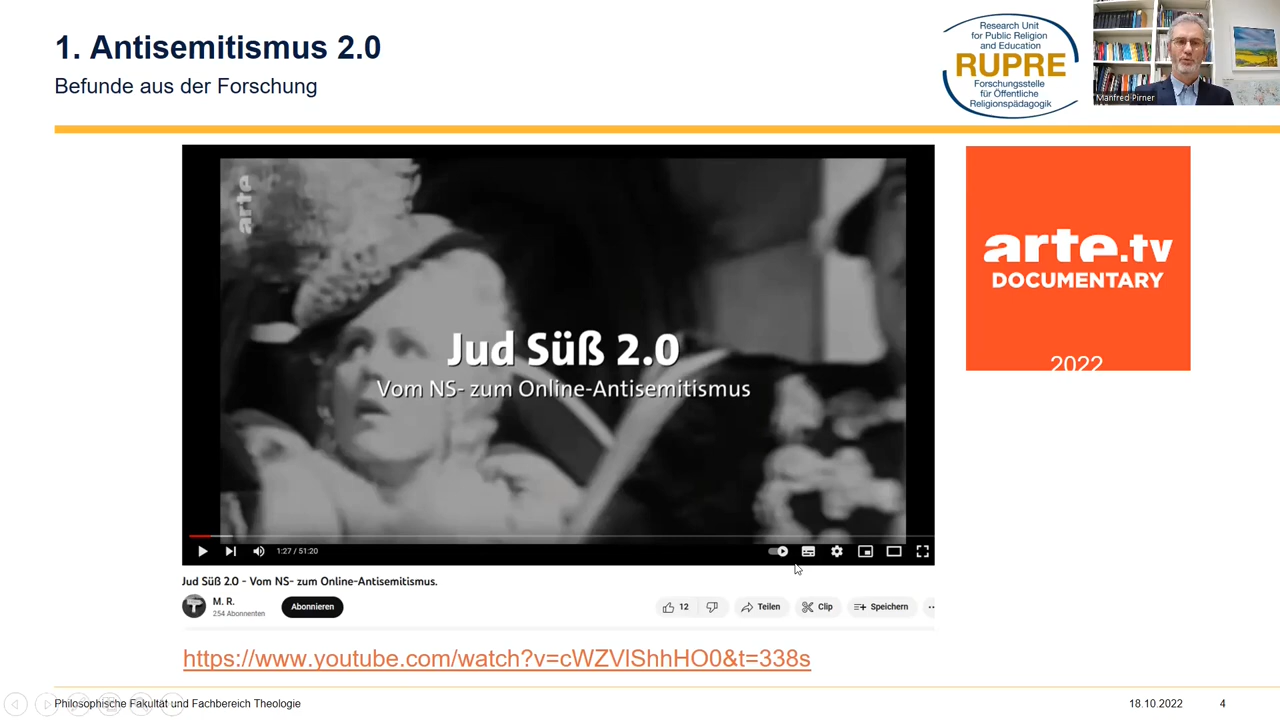 1. Antisemitismus 2.0
Befunde aus der Forschung
Research Unit
for Public Religion
and Education
RUPRE
Forschungsstelle
für Öffentliche
Religionspädagogik
Manfred Pirner
arte
Jud Süß 2.0
Vom NS- zum Online-Antisemitismus
1:27 / 51:20
arte.tv
DOCUMENTARY
2022
Jud Süß 2.0 - Vom NS- zum Online-Antisemitismus.
M. R.
254 Abonnenten
Abonnieren
12
Teilen
Clip
Speichern
https://www.youtube.com/watch?v=cWZVlShhHO0&t=338s
Philosophische Fakultät und Fachbereich Theologie
18.10.2022
4